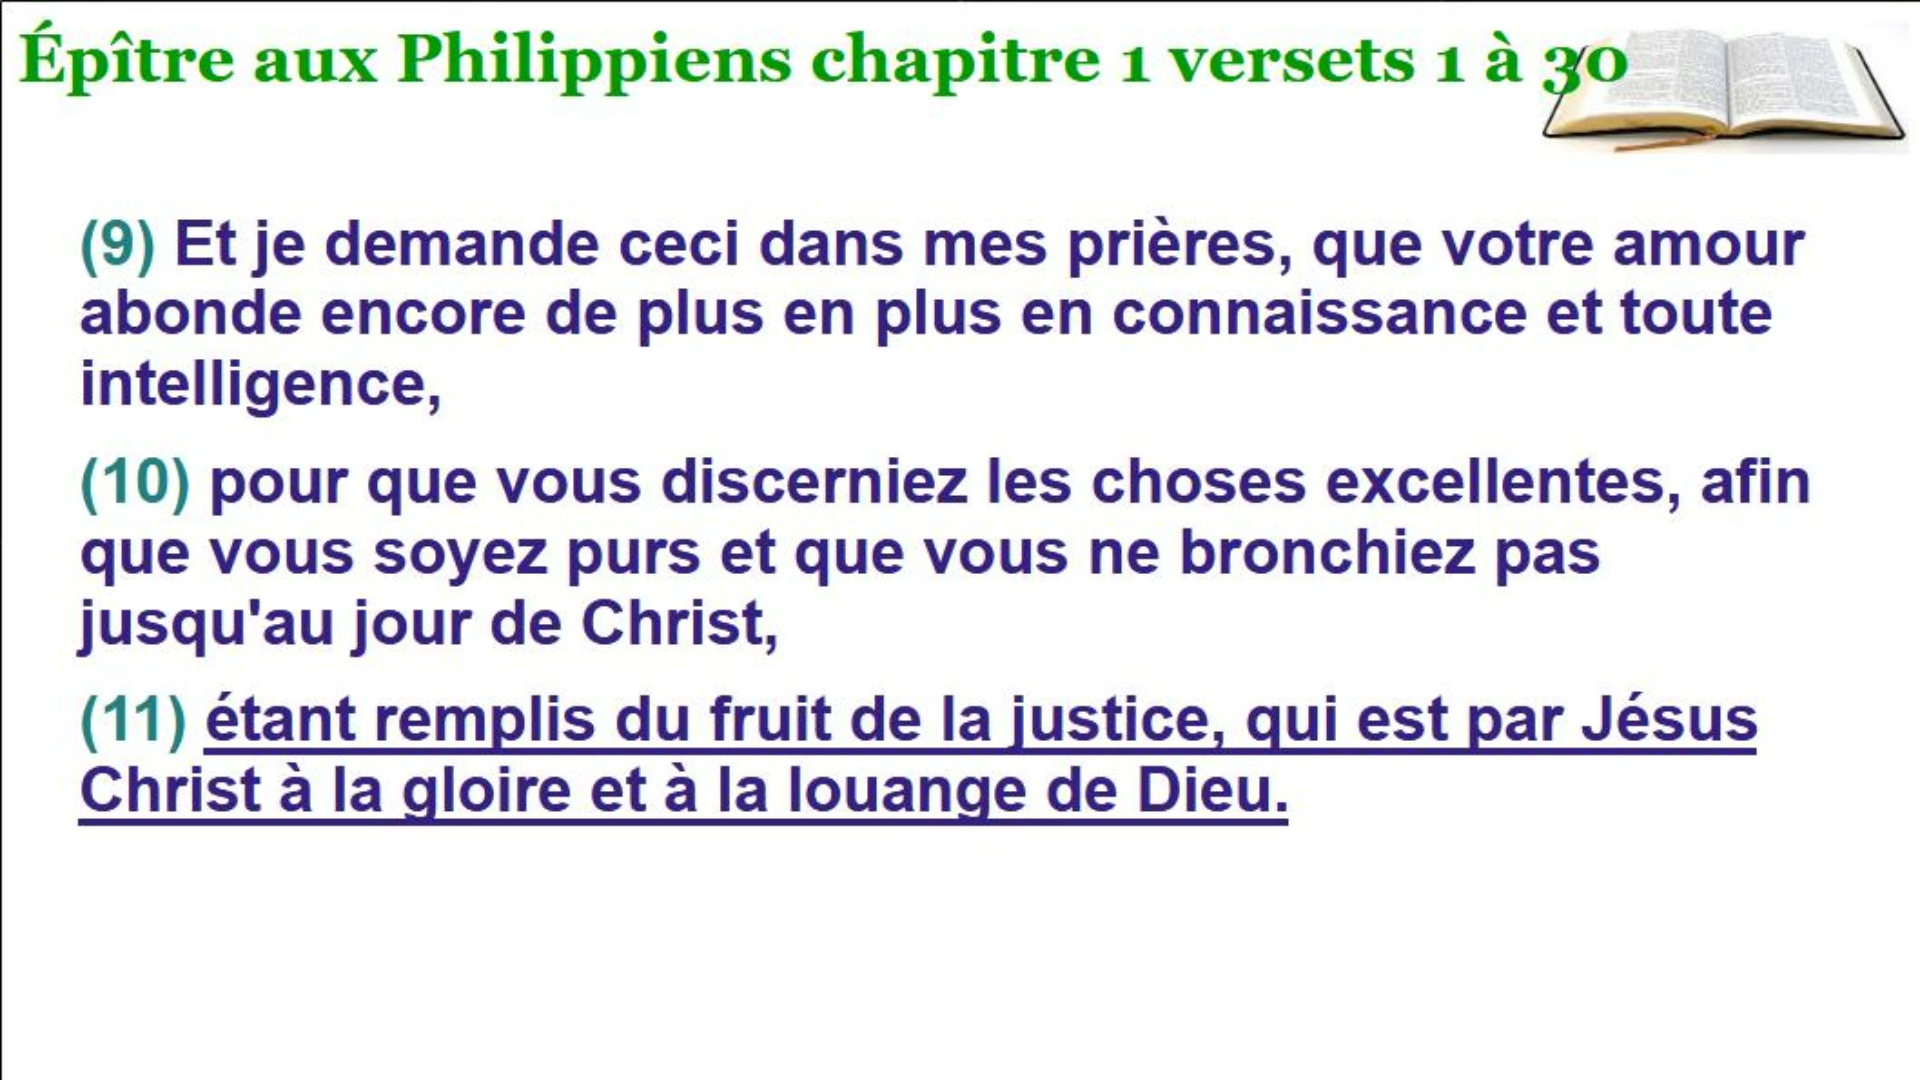 Épître aux Philippiens chapitre 1 versets 1 à 30
(9) Et je demande ceci dans mes prières, que votre amour
abonde encore de plus en plus en connaissance et toute
intelligence,
(10) pour que vous discerniez les choses excellentes, afin
que vous soyez purs et que vous ne bronchiez pas
jusqu'au jour de Christ,
(11) étant remplis du fruit de la justice, qui est par Jésus
Christ à la gloire et à la louange de Dieu.